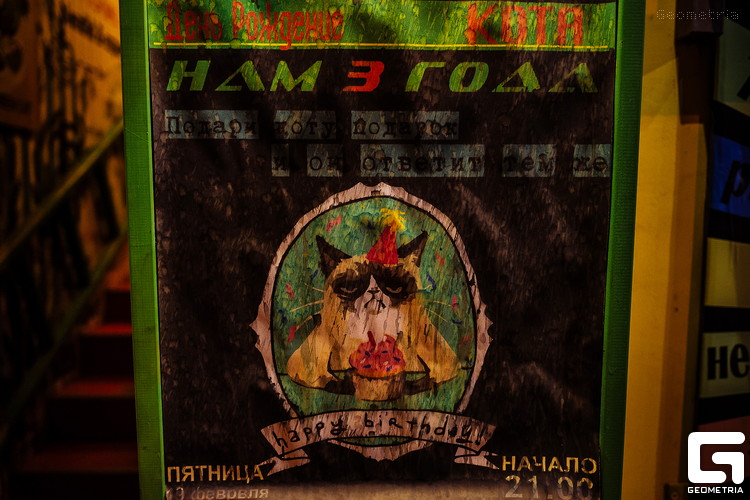 Geometria
День Рождение КОТА
НАМ 3 ГОДА
Подари коту подарок
и он ответит тем же
happy birthday
ПЯТНИЦА НАЧАЛО
февраля 21.00
не
GEOMETRIA